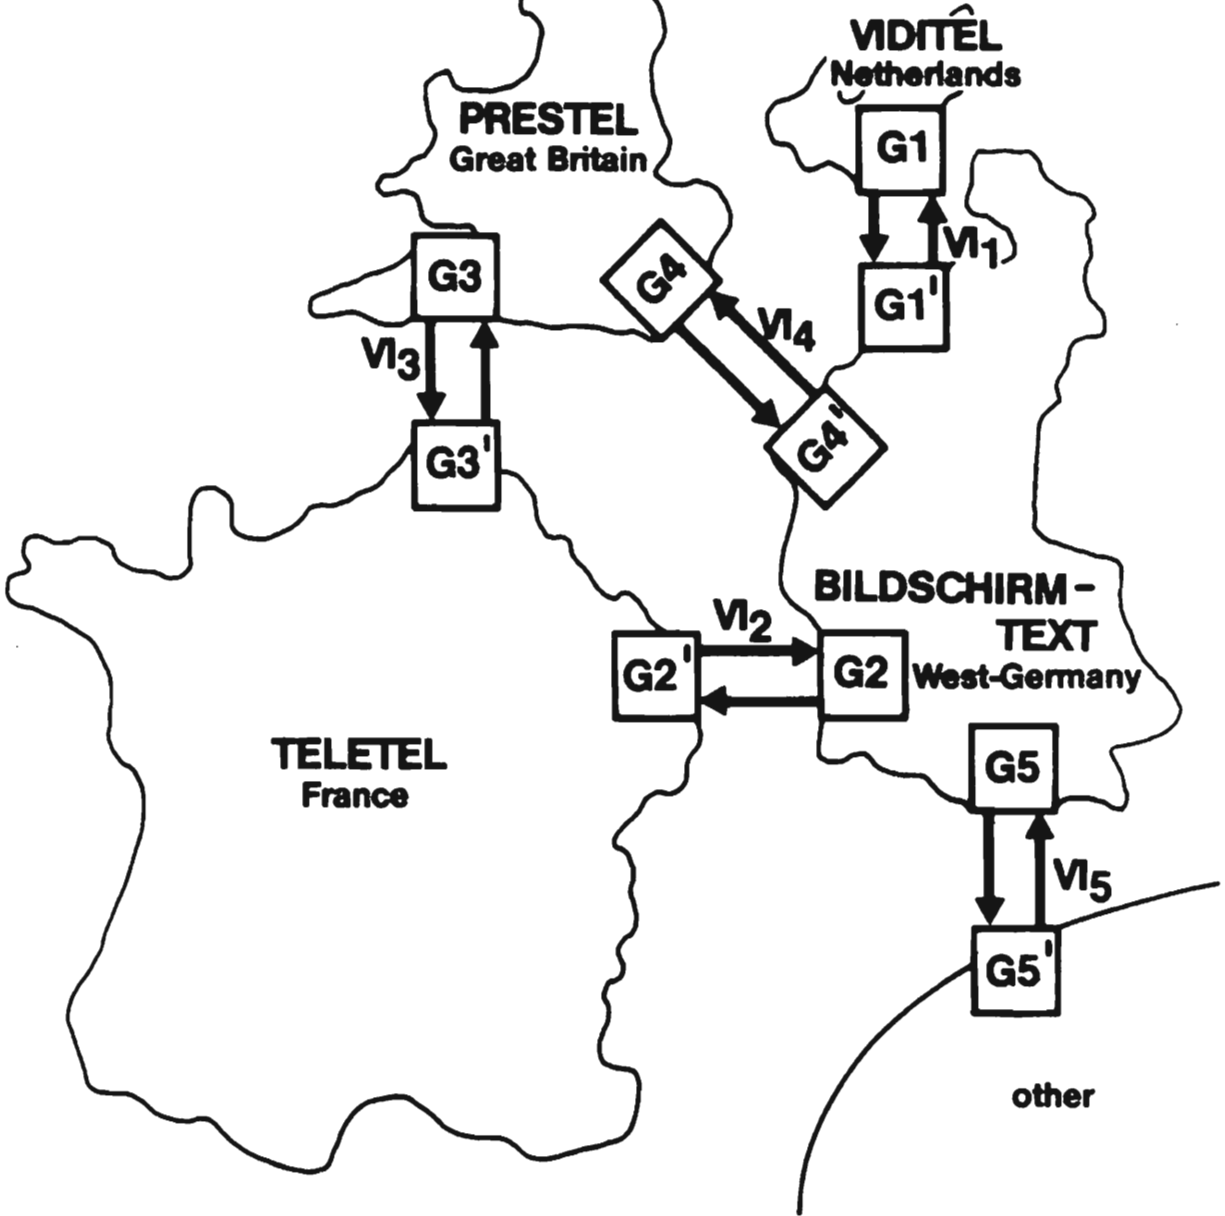 VIDITEL
Netherlands
PRESTEL
Great Britain
G1
VI1
G1'
G3
G4
VI4
VI3
G3'
G4'
BILDSCHIRM-
TEXT
West-Germany
VI2
G2'
G2
TELETEL
France
G5
VI5
G5'
other